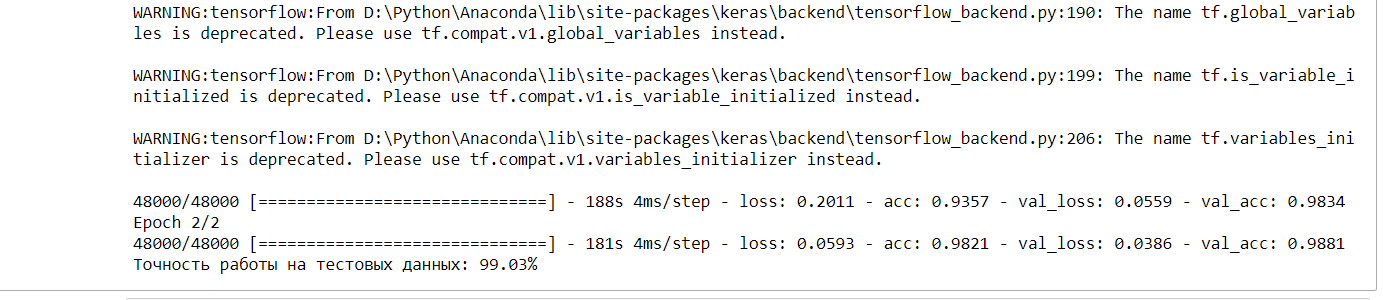 WARNING:tensorflow:From D:\Python\Anaconda\lib\site-packages\keras\backend\tensorflow_backend.py:190: The name tf.global_variab
les is deprecated. Please use tf.compat.v1.global_variables instead.
WARNING:tensorflow:From D:\Python\Anaconda\lib\site-packages\keras\backend\tensorflow_backend.py:199: The name tf.is_variable_i
nitialized is deprecated. Please use tf.compat.v1.is_variable_initialized instead.
WARNING:tensorflow:From D:\Python\Anaconda\lib\site-packages\keras\backend\tensorflow_backend.py:206: The name tf.variables_ini
tializer is deprecated. Please use tf.compat.v1.variables_initializer instead.
48000/48000 [==============================] - 188s 4ms/step - loss: 0.2011 - acc: 0.9357 - val_loss: 0.0559 - val_acc: 0.9834
Epoch 2/2
48000/48000 [==============================] - 181s 4ms/step - loss: 0.0593 - acc: 0.9821 - val_loss: 0.0386 - val_acc: 0.9881
Точность работы на тестовых данных: 99.03%